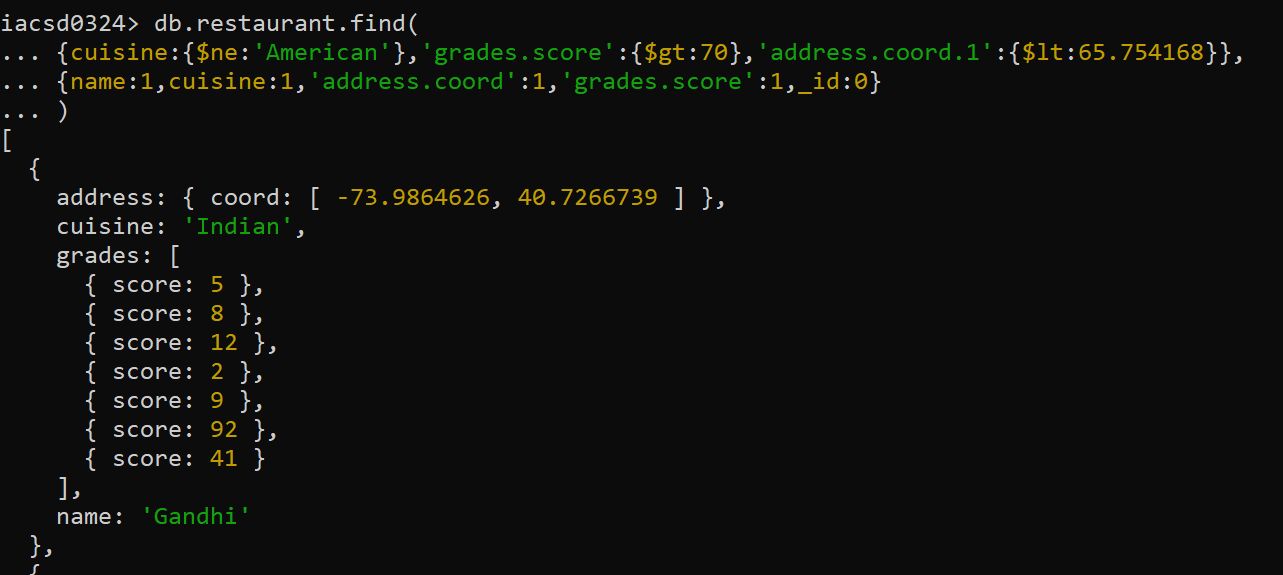 iacsd0324> db.restaurant.find(
... {cuisine:{$ne:'American'},'grades.score':{$gt:70},'address.coord.1':{$lt:65.754168}},
... {name:1,cuisine:1,'address.coord':1,'grades.score':1,_id:0}
... )
[
  {
    address: { coord: [ -73.9864626, 40.7266739 ] },
    cuisine: 'Indian',
    grades: [
      { score: 5 },
      { score: 8 },
      { score: 12 },
      { score: 2 },
      { score: 9 },
      { score: 92 },
      { score: 41 }
    ],
    name: 'Gandhi'
  },
  {